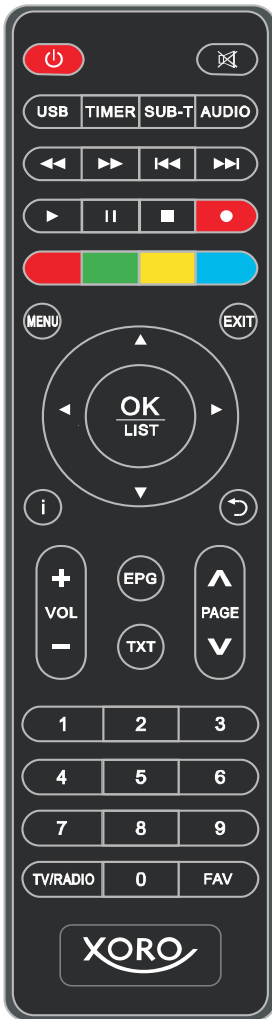 USB TIMER SUB-T AUDIO
MENU EXIT
OK
LIST
i
+
VOL
−
EPG
TXT
PAGE
1 2 3
4 5 6
7 8 9
TV/RADIO 0 FAV
XORO